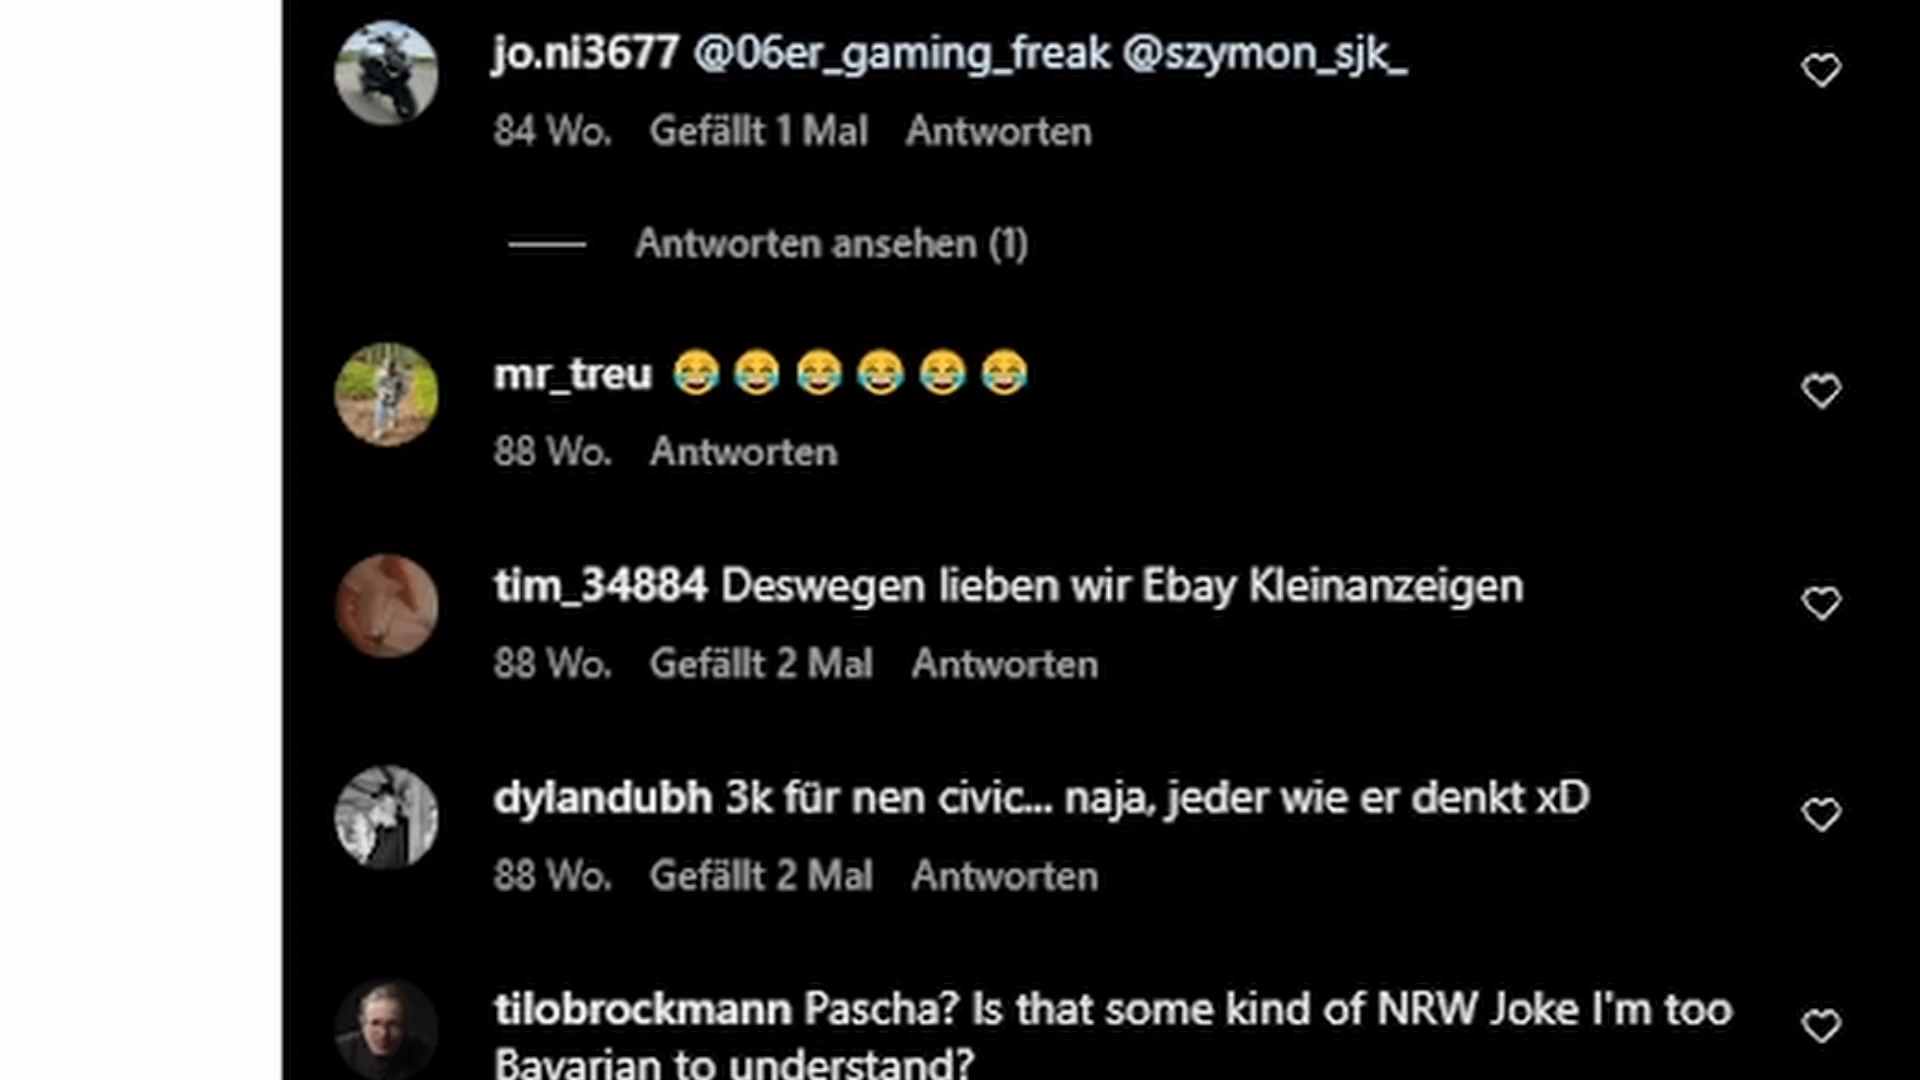 jo.ni3677 @06er_gaming_freak @szymon_sjk_
84 Wo. Gefällt 1 Mal Antworten
Antworten ansehen (1)
mr_treu 😂😂😂😂😂😂
88 Wo. Antworten
tim_34884 Deswegen lieben wir Ebay Kleinanzeigen
88 Wo. Gefällt 2 Mal Antworten
dylandubh 3k für nen civic... naja, jeder wie er denkt xD
88 Wo. Gefällt 2 Mal Antworten
tilobrockmann Pascha? Is that some kind of NRW Joke I'm too
Bavarian to understand?